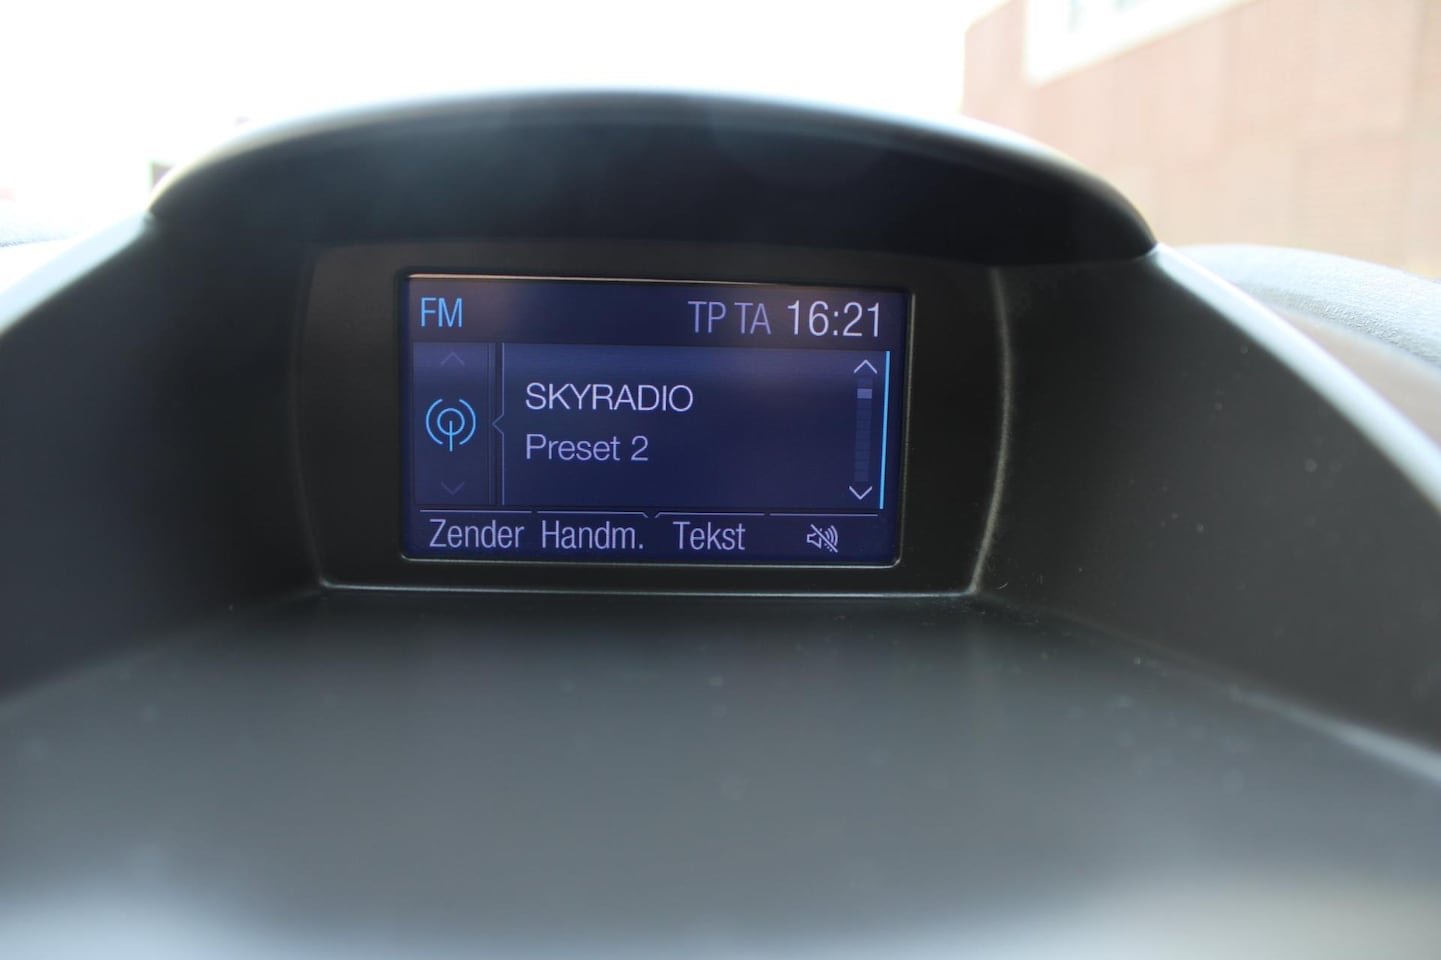 FM TP TA 16:21
SKYRADIO
Preset 2
Zender Handm. Tekst